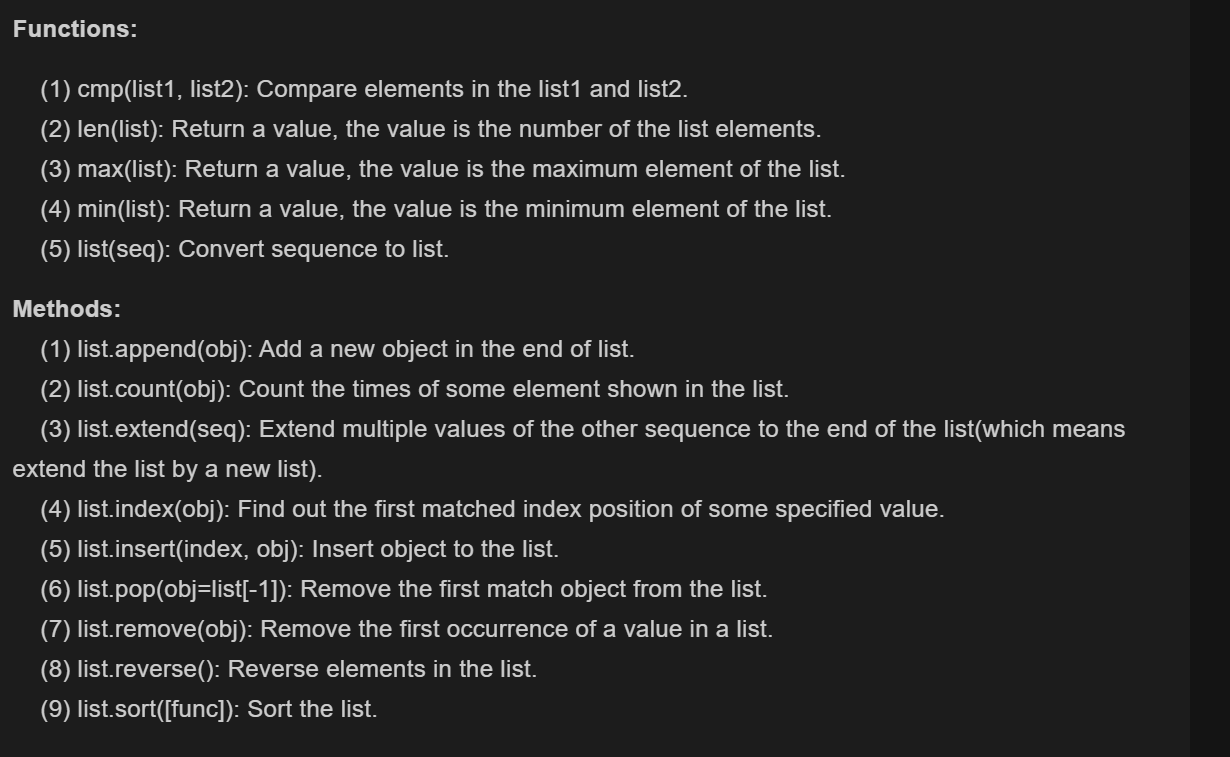 Functions:
(1) cmp(list1, list2): Compare elements in the list1 and list2.
(2) len(list): Return a value, the value is the number of the list elements.
(3) max(list): Return a value, the value is the maximum element of the list.
(4) min(list): Return a value, the value is the minimum element of the list.
(5) list(seq): Convert sequence to list.
Methods:
(1) list.append(obj): Add a new object in the end of list.
(2) list.count(obj): Count the times of some element shown in the list.
(3) list.extend(seq): Extend multiple values of the other sequence to the end of the list(which means
extend the list by a new list).
(4) list.index(obj): Find out the first matched index position of some specified value.
(5) list.insert(index, obj): Insert object to the list.
(6) list.pop(obj=list[-1]): Remove the first match object from the list.
(7) list.remove(obj): Remove the first occurrence of a value in a list.
(8) list.reverse(): Reverse elements in the list.
(9) list.sort([func]): Sort the list.